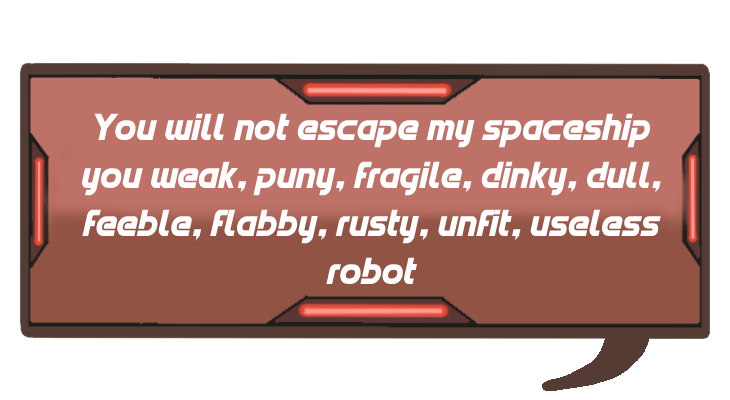 You will not escape my spaceship
you weak, puny, fragile, dinky, dull,
feeble, flabby, rusty, unfit, useless
robot